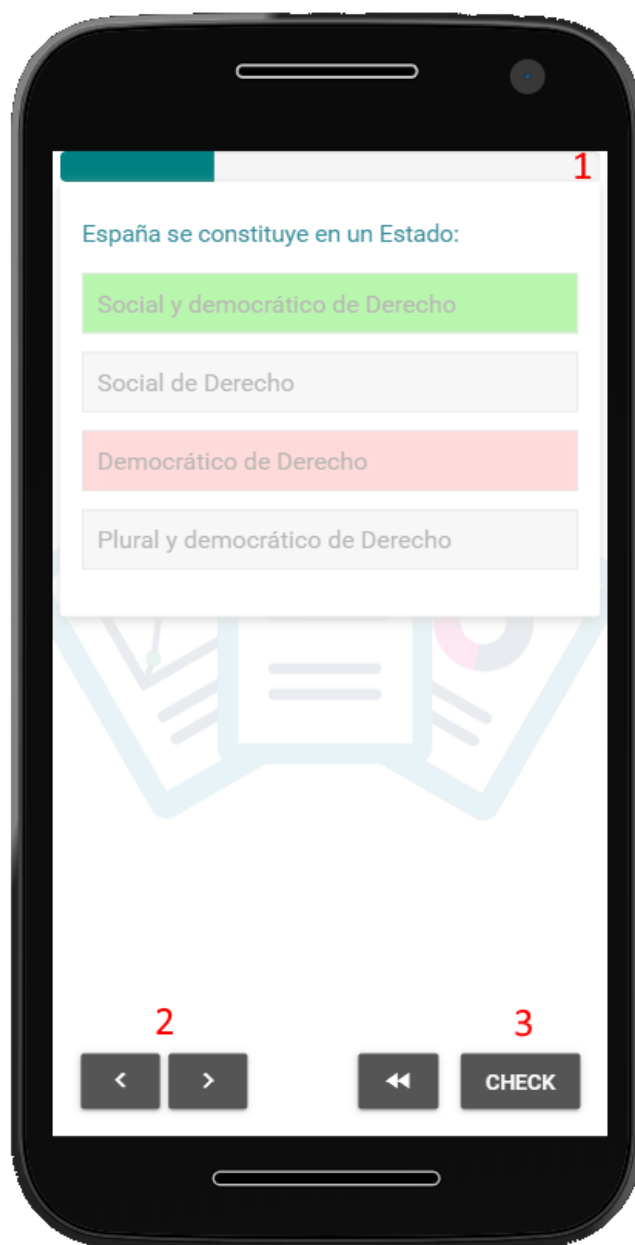 1
España se constituye en un Estado:
Social y democrático de Derecho
Social de Derecho
Democrático de Derecho
Plural y democrático de Derecho
2
3
CHECK